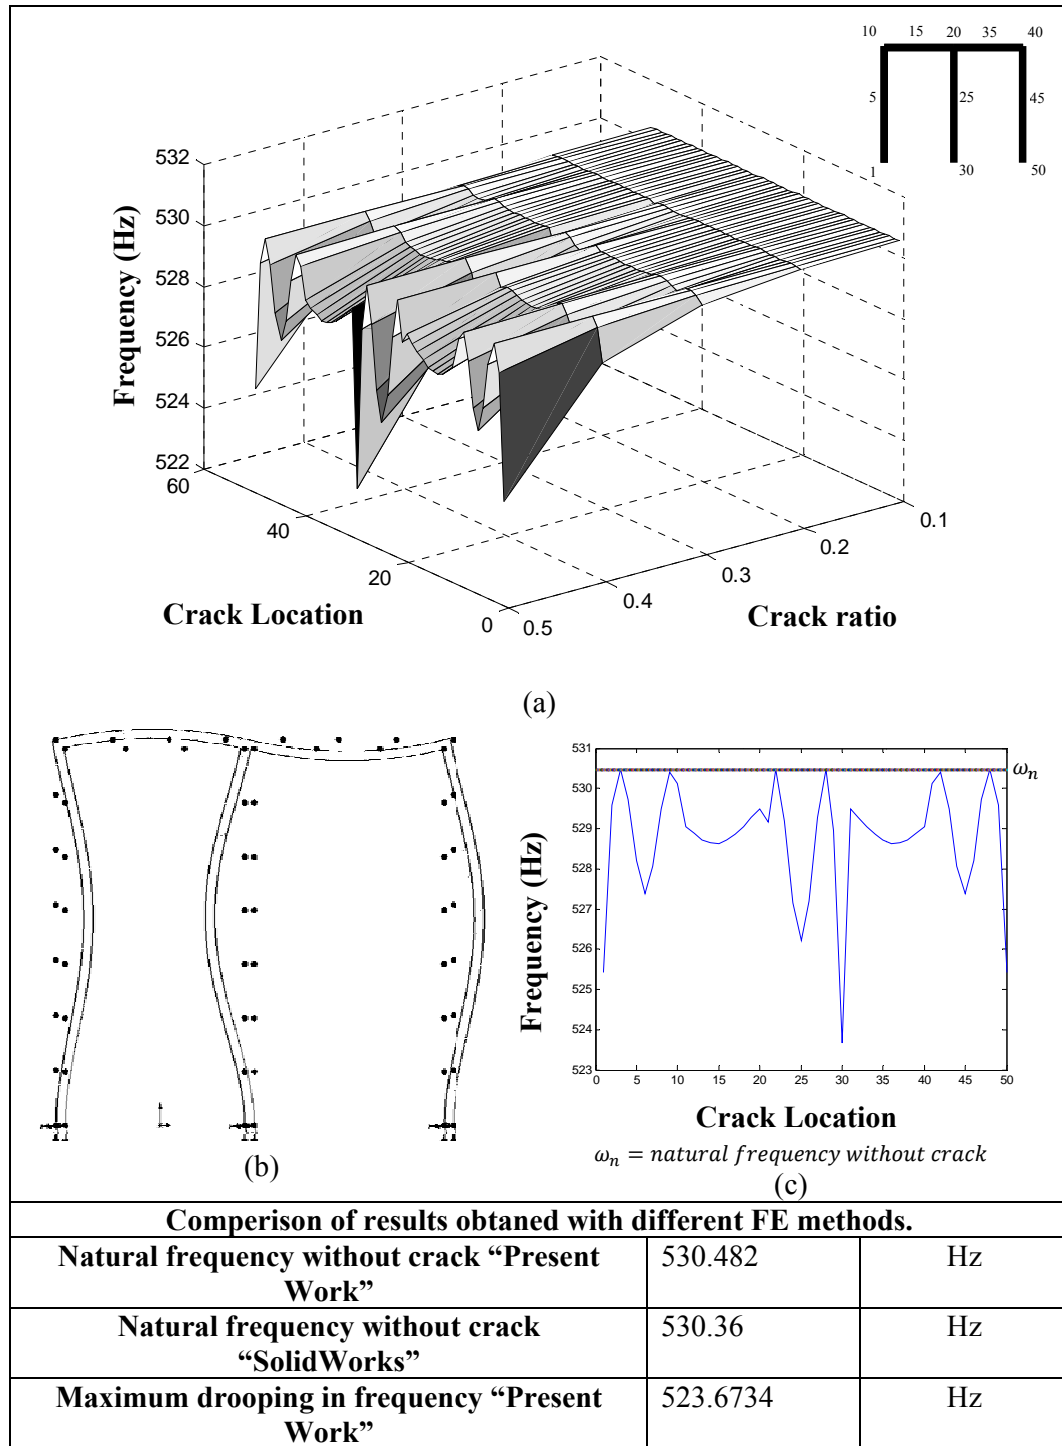 10 15 20 35 40
5 25 45
1 30 50
Frequency (Hz)
532
530
528
526
524
522
60
40
20
0
0.5
0.4
0.3
0.2
0.1
Crack Location
Crack ratio
(a)
(b)
Frequency (Hz)
531
530
529
528
527
526
525
524
523
0 5 10 15 20 25 30 35 40 45 50
ωn
Crack Location
ωn = natural frequency without crack
(c)
Comperison of results obtaned with different FE methods.
Natural frequency without crack “Present
Work”
530.482
Hz
Natural frequency without crack
“SolidWorks”
530.36
Hz
Maximum drooping in frequency “Present
Work”
523.6734
Hz